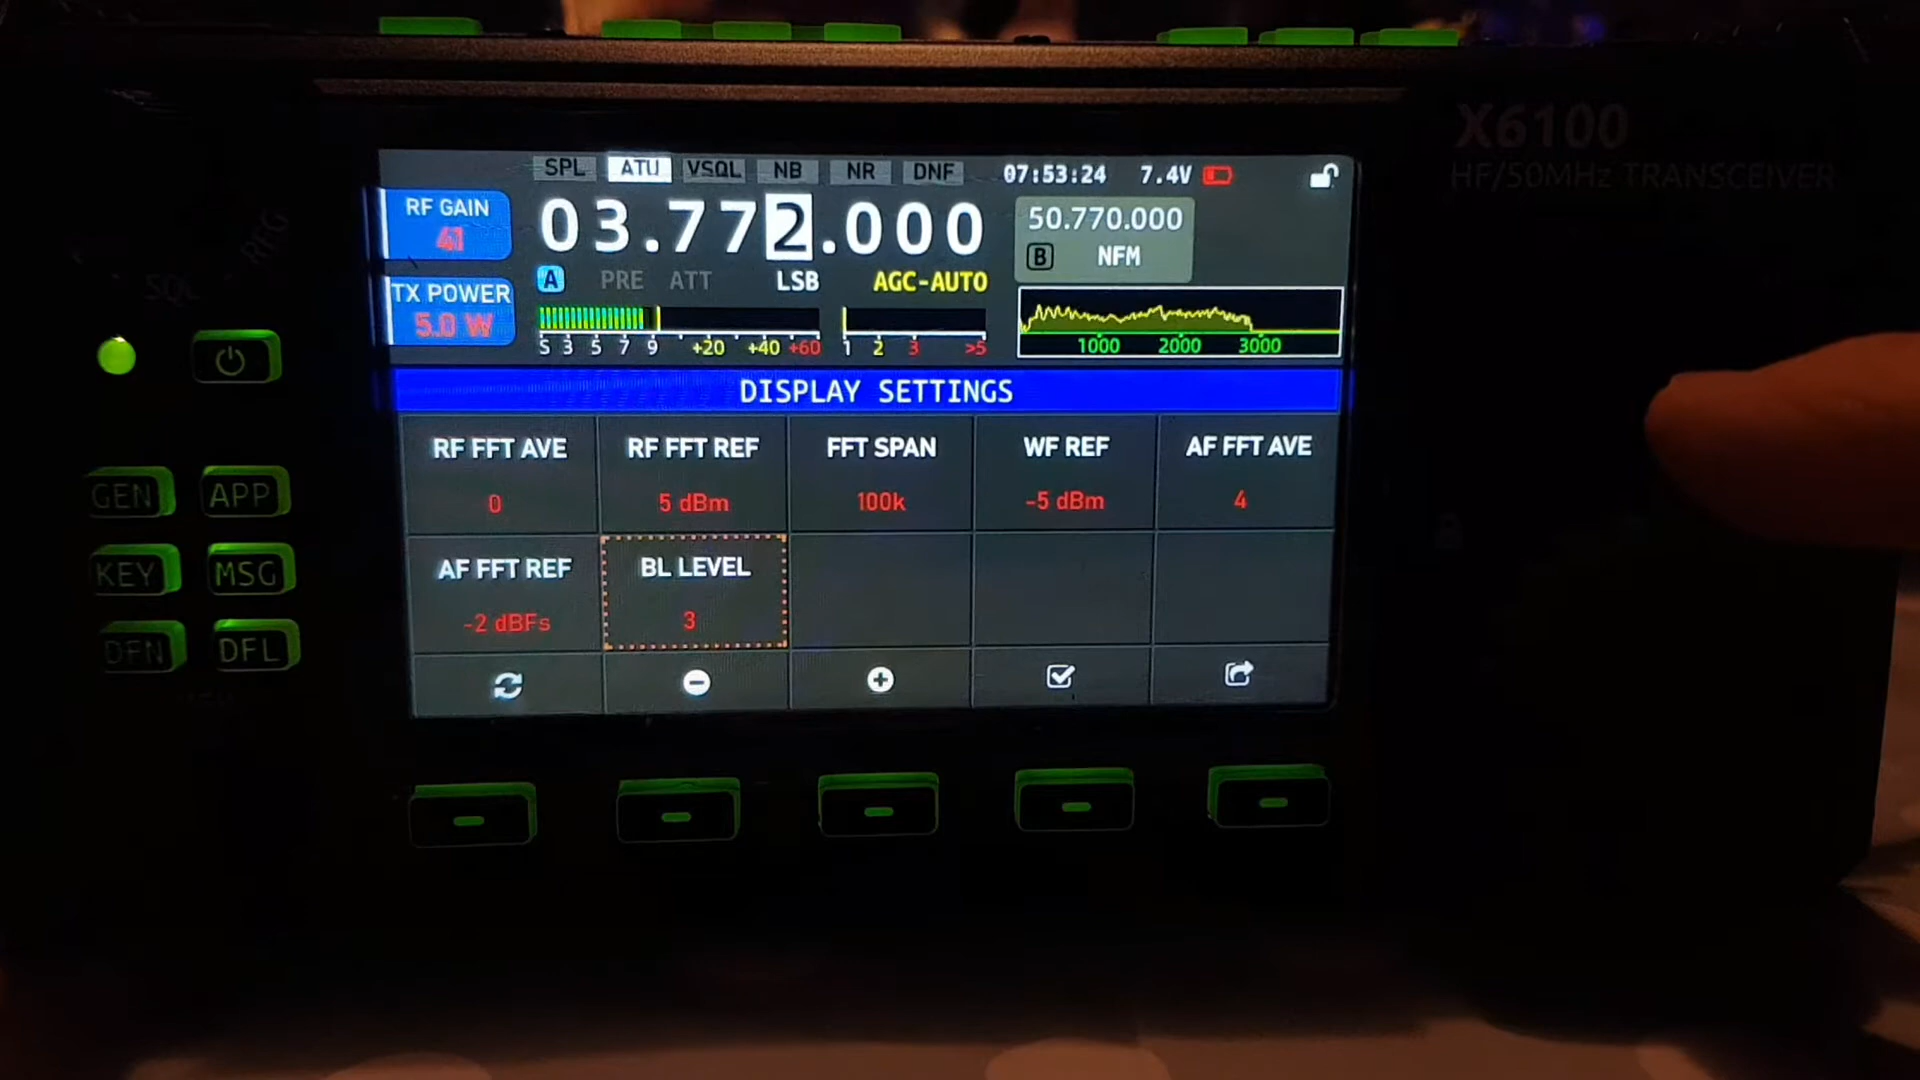 X6100
HF/50MHz TRANSCEIVER
SPL ATU VSQL NB NR DNF 07:53:24 7.4V
RF GAIN
41
03.772.000
50.770.000
B NFM
A PRE ATT LSB AGC-AUTO
TX POWER
5.0 W
S 3 5 7 9 +20 +40 +60 1 2 3 >5
1000 2000 3000
SQL RFG
DISPLAY SETTINGS
RF FFT AVE RF FFT REF FFT SPAN WF REF AF FFT AVE
0 5 dBm 100k -5 dBm 4
AF FFT REF BL LEVEL
-2 dBFs 3
GEN APP
KEY MSG
DFN DFL